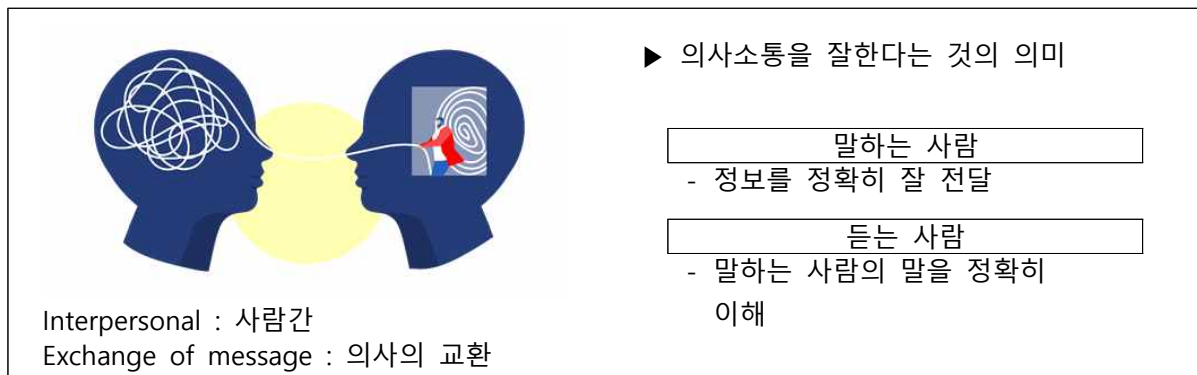 ▶ 의사소통을 잘한다는 것의 의미
말하는 사람
- 정보를 정확히 잘 전달
듣는 사람
- 말하는 사람의 말을 정확히
이해
Interpersonal : 사람간
Exchange of message : 의사의 교환